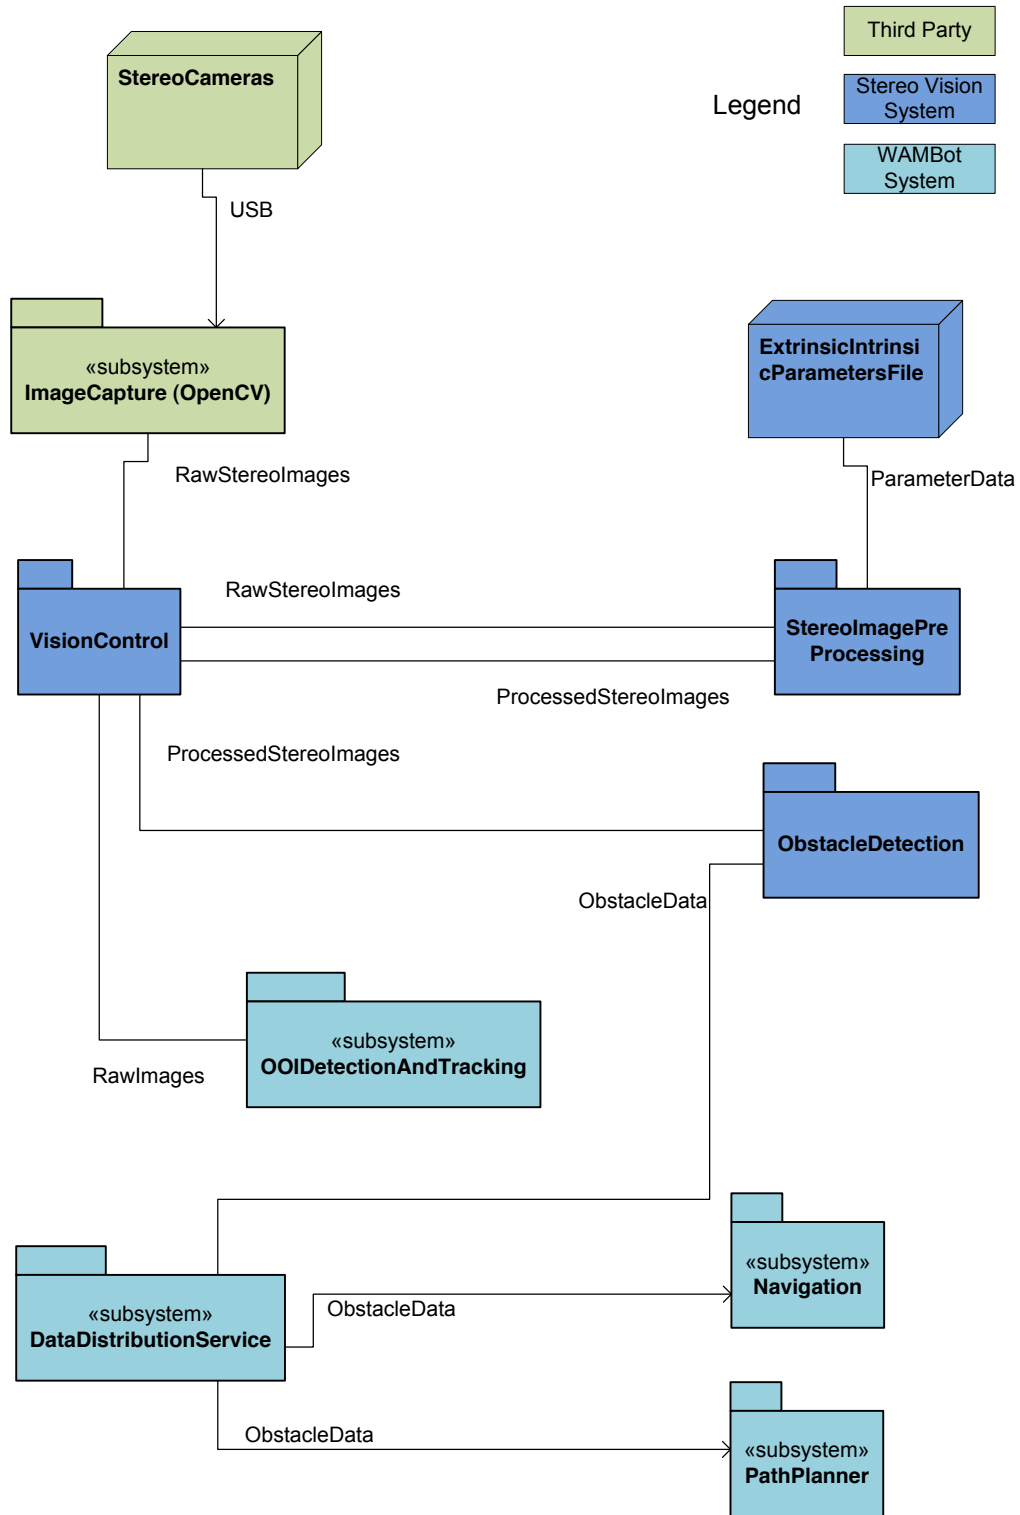 Third Party
StereoCameras
Stereo Vision
System
Legend
WAMBot
System
USB
«subsystem»
ImageCapture (OpenCV)
ExtrinsicIntrinsi
cParametersFile
RawStereoImages
ParameterData
RawStereoImages
VisionControl
StereoImagePre
Processing
ProcessedStereoImages
ProcessedStereoImages
ObstacleDetection
ObstacleData
«subsystem»
OOIDetectionAndTracking
RawImages
«subsystem»
Navigation
«subsystem»
DataDistributionService
ObstacleData
ObstacleData
«subsystem»
PathPlanner